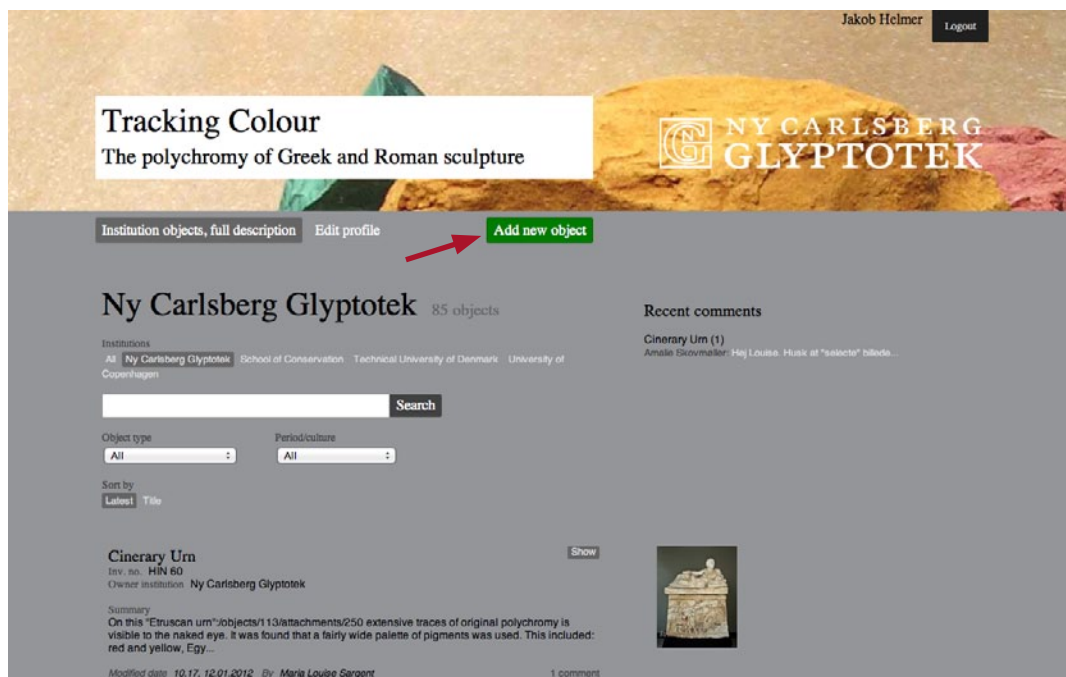 Jakob Helmer
Logout
Tracking Colour
The polychromy of Greek and Roman sculpture
NY CARLSBERG
GLYPTOTEK
Institution objects, full description Edit profile Add new object
Ny Carlsberg Glyptotek 85 objects
Recent comments
Institutions
All Ny Carlsberg Glyptotek School of Conservation Technical University of Denmark University of
Copenhagen
Cinerary Urn (1)
Amalie Skovmøller: Hej Louise. Husk at "selecte" billede...
Search
Object type Period/culture
All All
Sort by
Latest Title
Cinerary Urn
Show
Inv. no. HIN 60
Owner institution Ny Carlsberg Glyptotek
Summary
On this "Etruscan urn":/objects/113/attachments/250 extensive traces of original polychromy is
visible to the naked eye. It was found that a fairly wide palette of pigments was used. This included:
red and yellow, Egy...
Modified date 10.17, 12.01.2012 By Maria Louise Sargent 1 comment